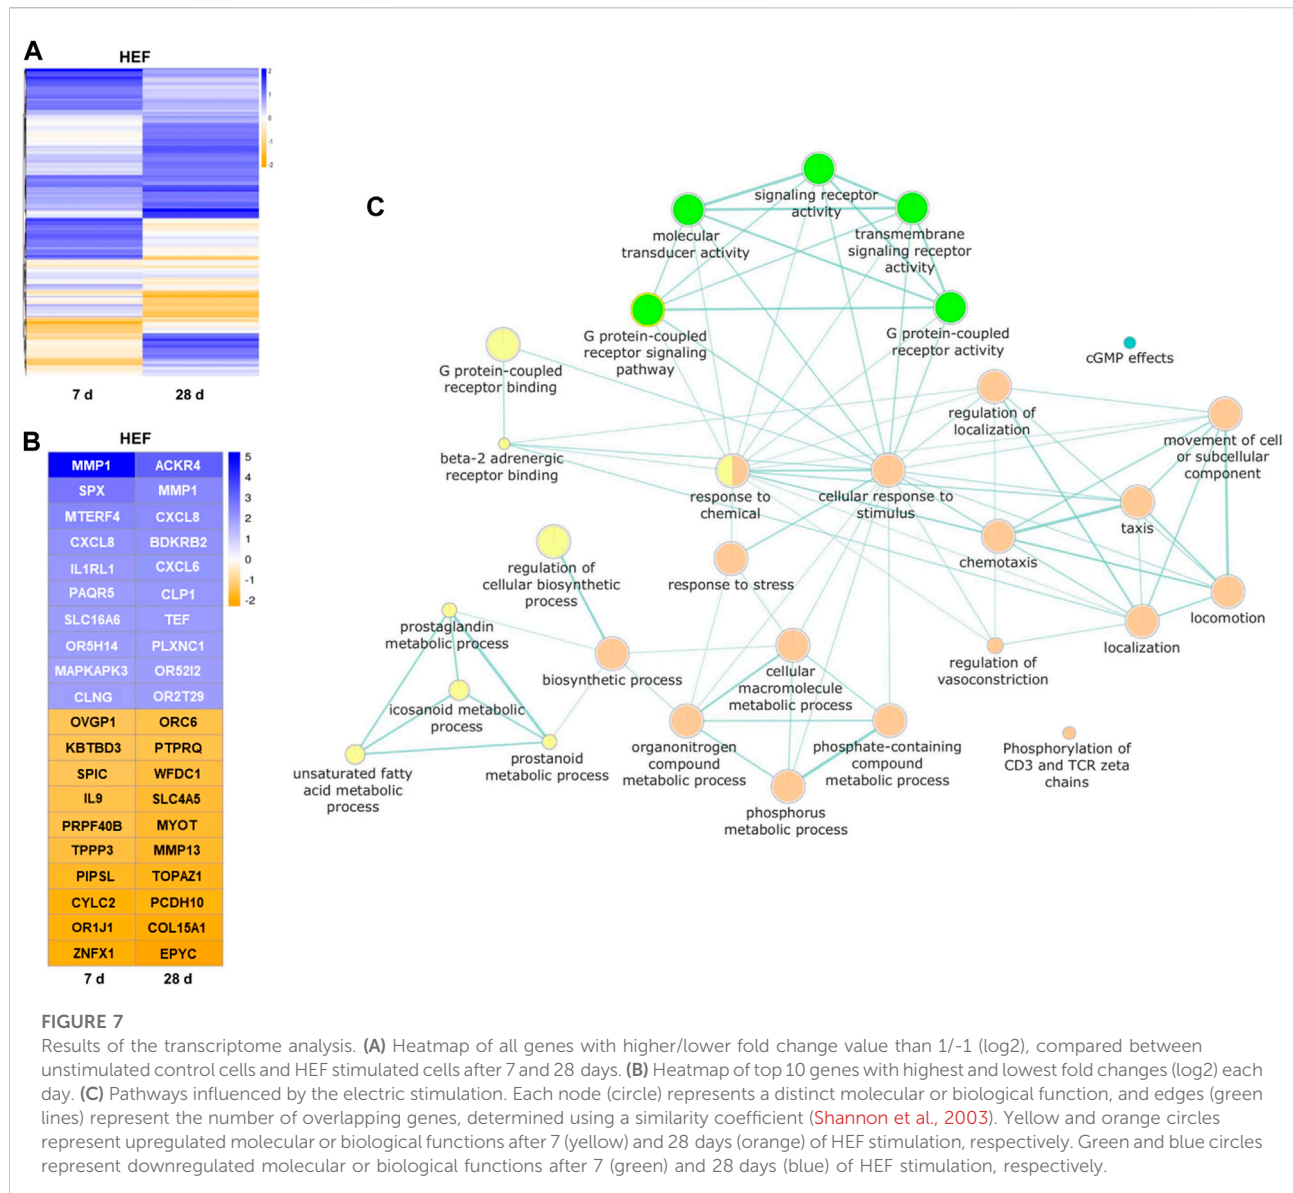 A
HEF
2
1
0
-1
-2
7 d
28 d
B
HEF
MMP1 ACKR4
SPX MMP1
MTERF4 CXCL8
CXCL8 BDKRB2
IL1RL1 CXCL6
PAQR5 CLP1
SLC16A6 TEF
OR5H14 PLXNC1
MAPKAPK3 OR52I2
CLNG OR2T29
OVGP1 ORC6
KBTBD3 PTPRQ
SPIC WFDC1
IL9 SLC4A5
PRPF40B MYOT
TPPP3 MMP13
PIPSL TOPAZ1
CYLC2 PCDH10
OR1J1 COL15A1
ZNFX1 EPYC
7 d 28 d
5
4
3
2
1
0
-1
-2
C
signaling receptor
activity
molecular
transducer activity
transmembrane
signaling receptor
activity
G protein-coupled
receptor signaling
pathway
G protein-coupled
receptor activity
G protein-coupled
receptor binding
cGMP effects
regulation of
localization
movement of cell
or subcellular
component
beta-2 adrenergic
receptor binding
response to
chemical
cellular response to
stimulus
taxis
chemotaxis
regulation of
cellular biosynthetic
process
response to stress
locomotion
localization
prostaglandin
metabolic process
biosynthetic process
cellular
macromolecule
metabolic process
regulation of
vasoconstriction
icosanoid metabolic
process
unsaturated fatty
acid metabolic
process
prostanoid
metabolic process
organonitrogen
compound
metabolic process
phosphate-containing
compound
metabolic process
Phosphorylation of
CD3 and TCR zeta
chains
phosphorus
metabolic process
FIGURE 7
Results of the transcriptome analysis. (A) Heatmap of all genes with higher/lower fold change value than 1/-1 (log2), compared between
unstimulated control cells and HEF stimulated cells after 7 and 28 days. (B) Heatmap of top 10 genes with highest and lowest fold changes (log2) each
day. (C) Pathways influenced by the electric stimulation. Each node (circle) represents a distinct molecular or biological function, and edges (green
lines) represent the number of overlapping genes, determined using a similarity coefficient (Shannon et al., 2003). Yellow and orange circles
represent upregulated molecular or biological functions after 7 (yellow) and 28 days (orange) of HEF stimulation, respectively. Green and blue circles
represent downregulated molecular or biological functions after 7 (green) and 28 days (blue) of HEF stimulation, respectively.